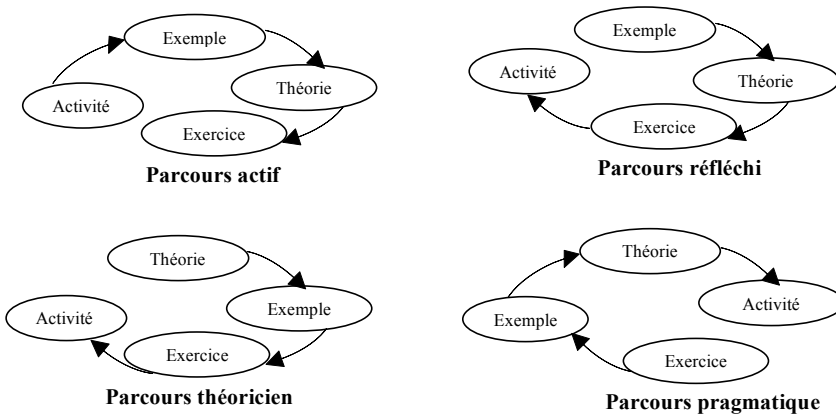 Exemple
Activité
Théorie
Exercice
Parcours actif
Exemple
Activité
Théorie
Exercice
Parcours réfléchi
Théorie
Activité
Exemple
Exercice
Parcours théoricien
Théorie
Exemple
Activité
Exercice
Parcours pragmatique